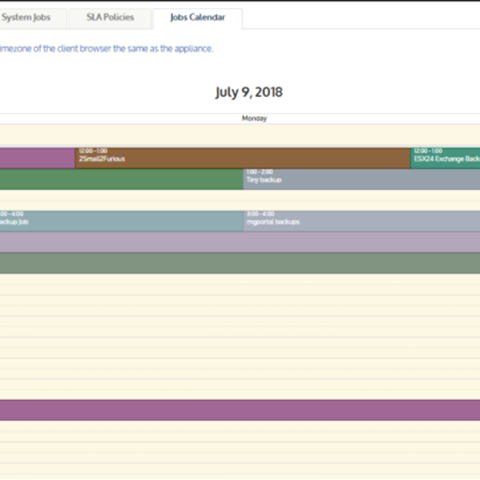 System Jobs
SLA Policies
Jobs Calendar
imezone of the client browser the same as the appliance.
July 9, 2018
Monday
12:00 - 1:00
12:00 - 1:00
2Small2Furious
ESX24 Exchange Back
1:00 - 2:00
Tiny backup
:00 - 4:00
3:00 - 4:00
ackup Job
mgportal backups